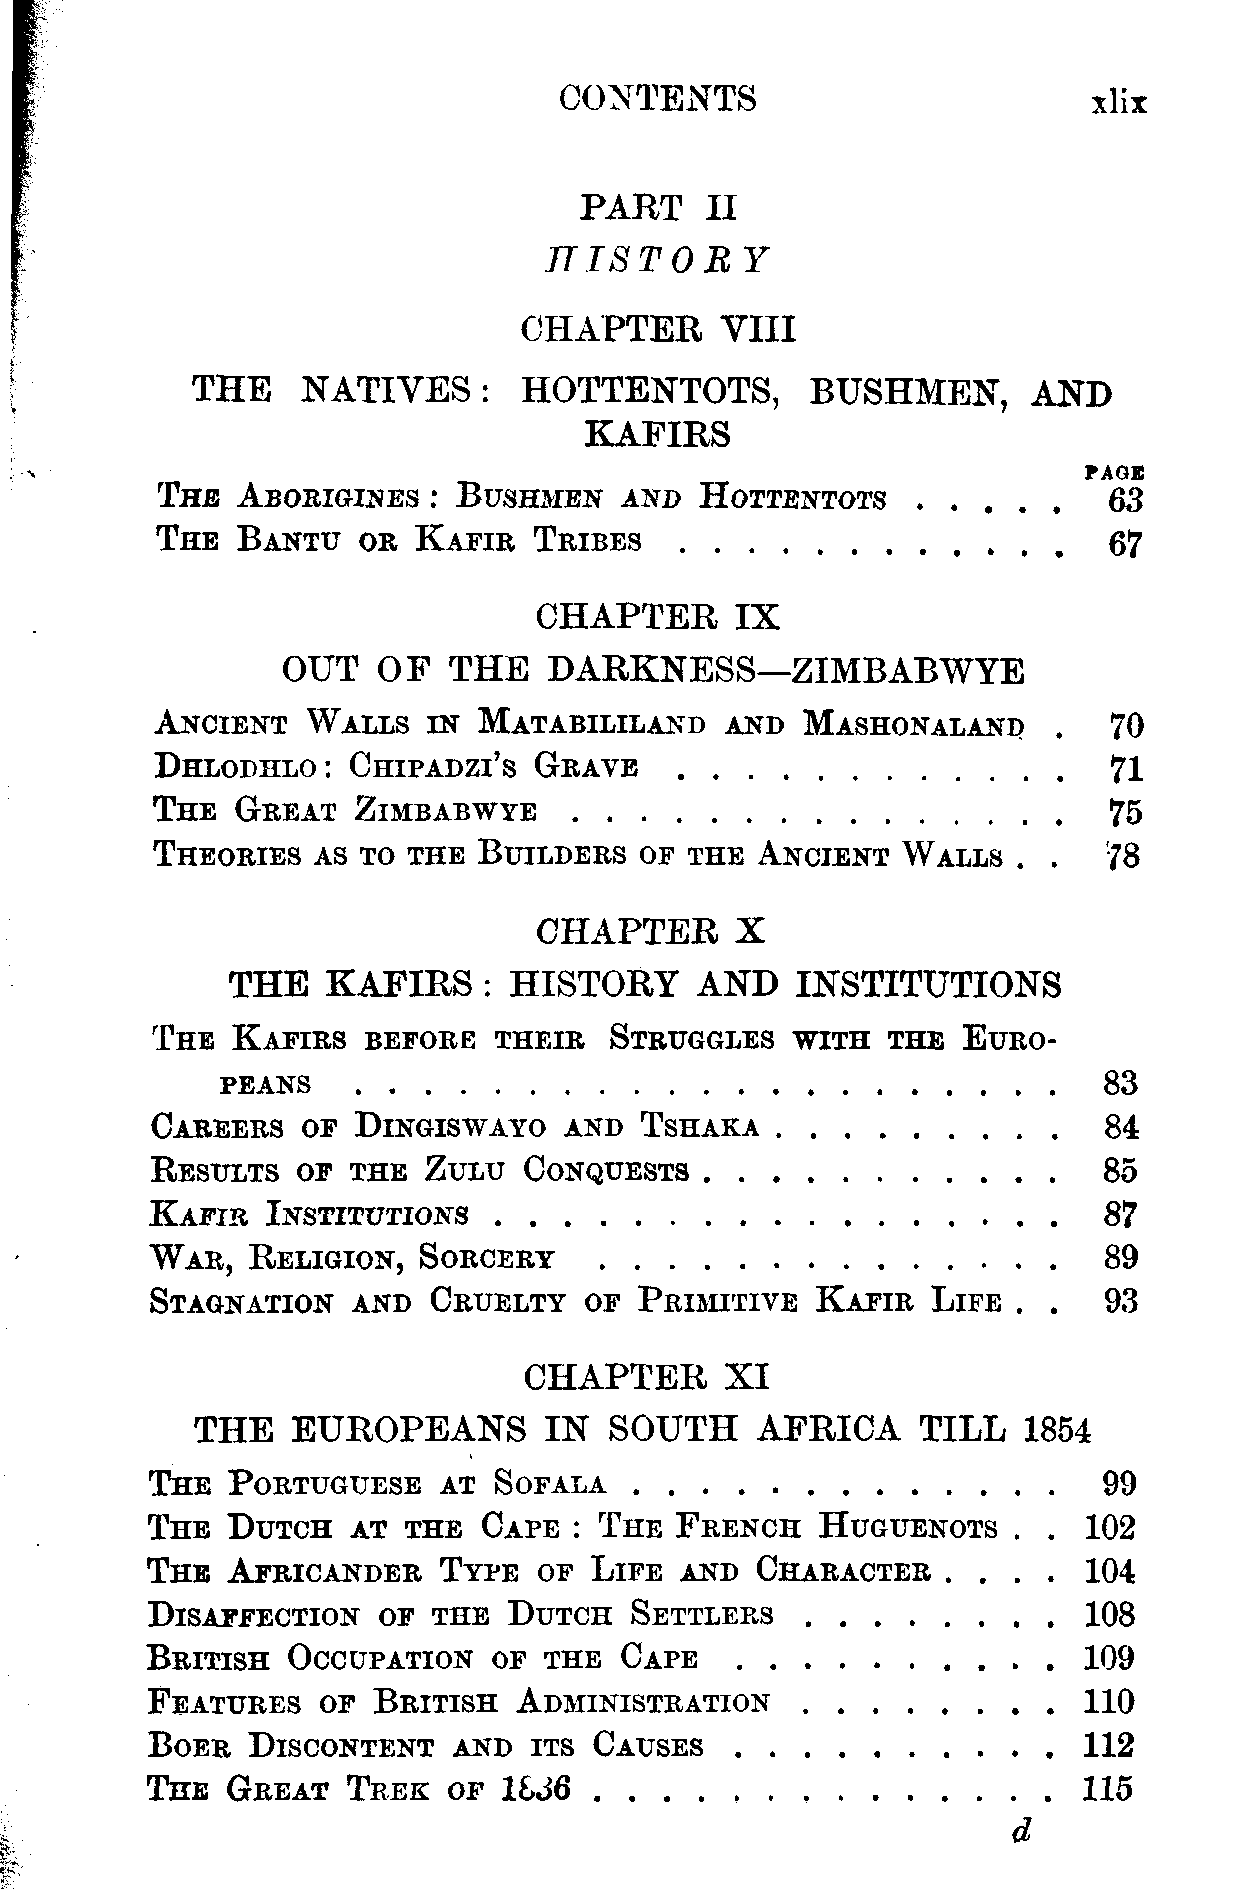 CONTENTS xlix
PART II
HISTORY
CHAPTER VIII
THE NATIVES: HOTTENTOTS, BUSHMEN, AND
KAFIRS
PAGE
THE ABORIGINES: BUSHMEN AND HOTTENTOTS . . . . . 63
THE BANTU OR KAFIR TRIBES . . . . . . . . . . . . 67
CHAPTER IX
OUT OF THE DARKNESS—ZIMBABWYE
ANCIENT WALLS IN MATABILILAND AND MASHONALAND . 70
DHLODHLO: CHIPADZI'S GRAVE . . . . . . . . . . . . 71
THE GREAT ZIMBABWYE . . . . . . . . . . . . . . . 75
THEORIES AS TO THE BUILDERS OF THE ANCIENT WALLS . . 78
CHAPTER X
THE KAFIRS: HISTORY AND INSTITUTIONS
THE KAFIRS BEFORE THEIR STRUGGLES WITH THE EURO-
PEANS . . . . . . . . . . . . . . . . . . . . . 83
CAREERS OF DINGISWAYO AND TSHAKA . . . . . . . . . 84
RESULTS OF THE ZULU CONQUESTS . . . . . . . . . . . 85
KAFIR INSTITUTIONS . . . . . . . . . . . . . . . . . 87
WAR, RELIGION, SORCERY . . . . . . . . . . . . . . 89
STAGNATION AND CRUELTY OF PRIMITIVE KAFIR LIFE . . 93
CHAPTER XI
THE EUROPEANS IN SOUTH AFRICA TILL 1854
THE PORTUGUESE AT SOFALA . . . . . . . . . . . . . 99
THE DUTCH AT THE CAPE: THE FRENCH HUGUENOTS . . 102
THE AFRICANDER TYPE OF LIFE AND CHARACTER . . . . 104
DISAFFECTION OF THE DUTCH SETTLERS . . . . . . . . 108
BRITISH OCCUPATION OF THE CAPE . . . . . . . . . . 109
FEATURES OF BRITISH ADMINISTRATION . . . . . . . . 110
BOER DISCONTENT AND ITS CAUSES . . . . . . . . . . 112
THE GREAT TREK OF 1836 . . . . . . . . . . . . . . 115
d